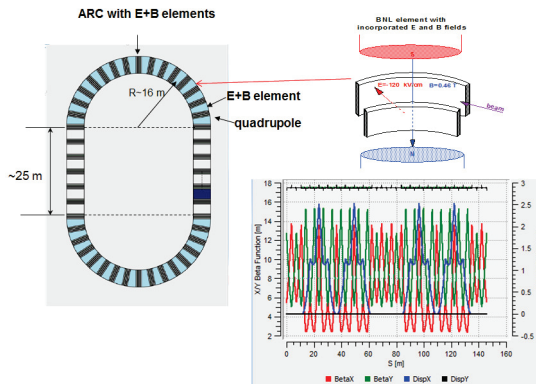 ARC with E+B elements
R~16 m
E+B element
quadrupole
~25 m
BNL element with
incorporated E and B fields
S
E=-120 kV/cm
B=0.46 T
beam
N
18
16
14
12
10
8
6
4
2
X/Y Beta Function [m]
3
2.5
2
1.5
1
0.5
0
-0.5
0
20
40
60
80
100
120
140
160
S [m]
BetaX
BetaY
DispX
DispY